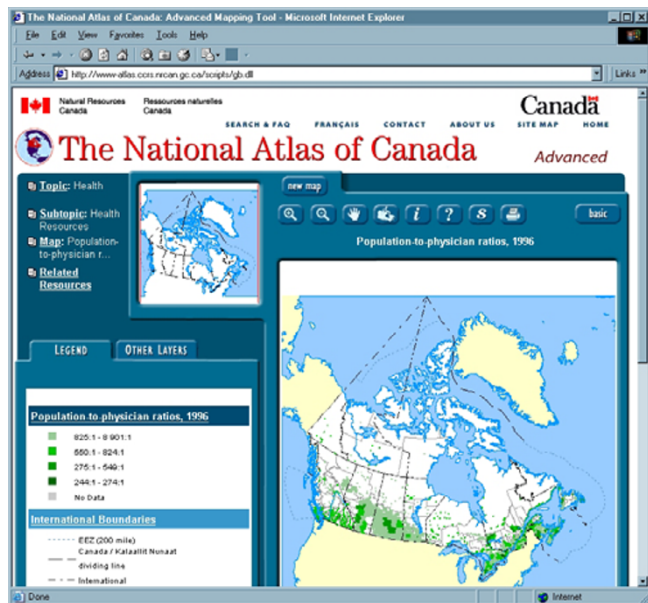 The National Atlas of Canada: Advanced Mapping Tool - Microsoft Internet Explorer
File Edit View Favorites Tools Help
Address http://www-atlas.ccrs.nrcan.gc.ca/scripts/gb.dll Links »
Natural Resources Canada
Ressources naturelles Canada
Canada
SEARCH & FAQ FRANÇAIS CONTACT ABOUT US SITE MAP HOME
The National Atlas of Canada
Advanced
Topic: Health
Subtopic: Health
Resources
Map: Population-
to-physician r...
Related
Resources
new map
basic
Population-to-physician ratios, 1996
LEGEND OTHER LAYERS
Population-to-physician ratios, 1996
825:1 - 8 901:1
550:1 - 824:1
275:1 - 549:1
244:1 - 274:1
No Data
International Boundaries
EEZ (200 mile)
Canada / Kalaallit Nunaat
dividing line
International
Done Internet